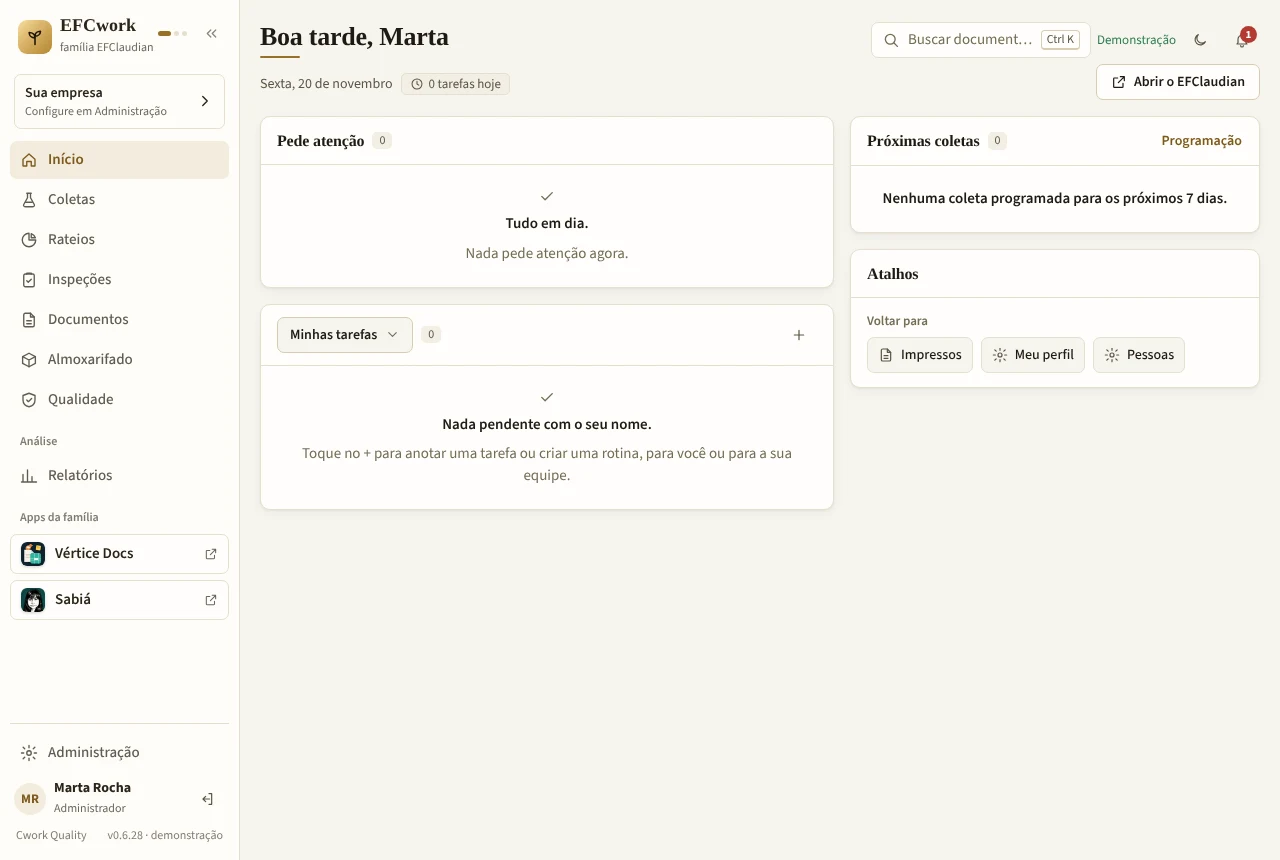 EFCwork
família EFClaudian
Sua empresa
Configure em Administração
Início
Coletas
Rateios
Inspeções
Documentos
Almoxarifado
Qualidade
Análise
Relatórios
Apps da família
Vértice Docs
Sabiá
Administração
MR
Marta Rocha
Administrador
Cwork Quality
v0.6.28 · demonstração
Boa tarde, Marta
Sexta, 20 de novembro
0 tarefas hoje
Buscar document…
Ctrl K
Demonstração
1
Abrir o EFClaudian
Pede atenção
0
Tudo em dia.
Nada pede atenção agora.
Minhas tarefas
0
Nada pendente com o seu nome.
Toque no + para anotar uma tarefa ou criar uma rotina, para você ou para a sua
equipe.
Próximas coletas
0
Programação
Nenhuma coleta programada para os próximos 7 dias.
Atalhos
Voltar para
Impressos
Meu perfil
Pessoas